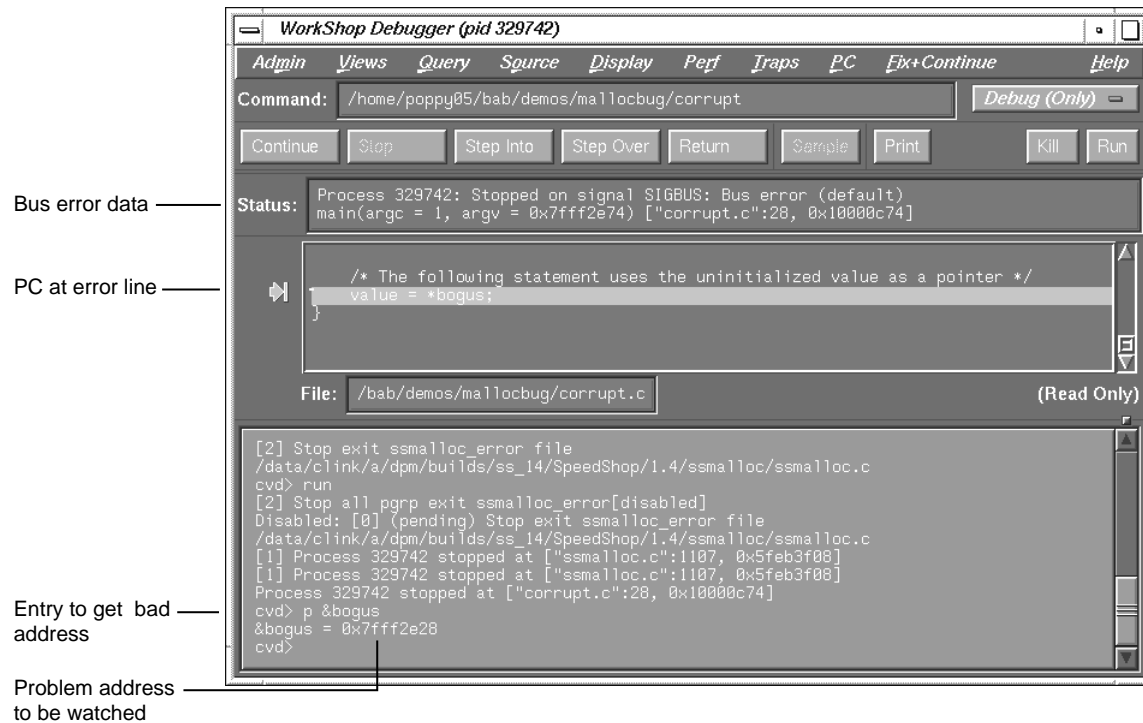 WorkShop Debugger (pid 329742)
Admin Views Query Source Display Perf Traps PC Fix+Continue Help
Command: /home/poppy05/bab/demos/mallocbug/corrupt Debug (Only)
Continue Stop Step Into Step Over Return Sample Print Kill Run
Bus error data
Status: Process 329742: Stopped on signal SIGBUS: Bus error (default)
main(argc = 1, argv = 0x7fff2e74) ["corrupt.c":28, 0x10000c74]
/* The following statement uses the uninitialized value as a pointer */
PC at error line
value = *bogus;
}
File: /bab/demos/mallocbug/corrupt.c (Read Only)
[2] Stop exit ssmalloc_error file
/data/clink/a/dpm/builds/ss_14/SpeedShop/1.4/ssmalloc/ssmalloc.c
cvd> run
[2] Stop all pgrp exit ssmalloc_error[disabled]
Disabled: [0] (pending) Stop exit ssmalloc_error file
/data/clink/a/dpm/builds/ss_14/SpeedShop/1.4/ssmalloc/ssmalloc.c
[1] Process 329742 stopped at ["ssmalloc.c":1107, 0x5feb3f08]
[1] Process 329742 stopped at ["ssmalloc.c":1107, 0x5feb3f08]
Process 329742 stopped at ["corrupt.c":28, 0x10000c74]
cvd> p &bogus
&bogus = 0x7fff2e28
cvd>
Entry to get bad
address
Problem address
to be watched